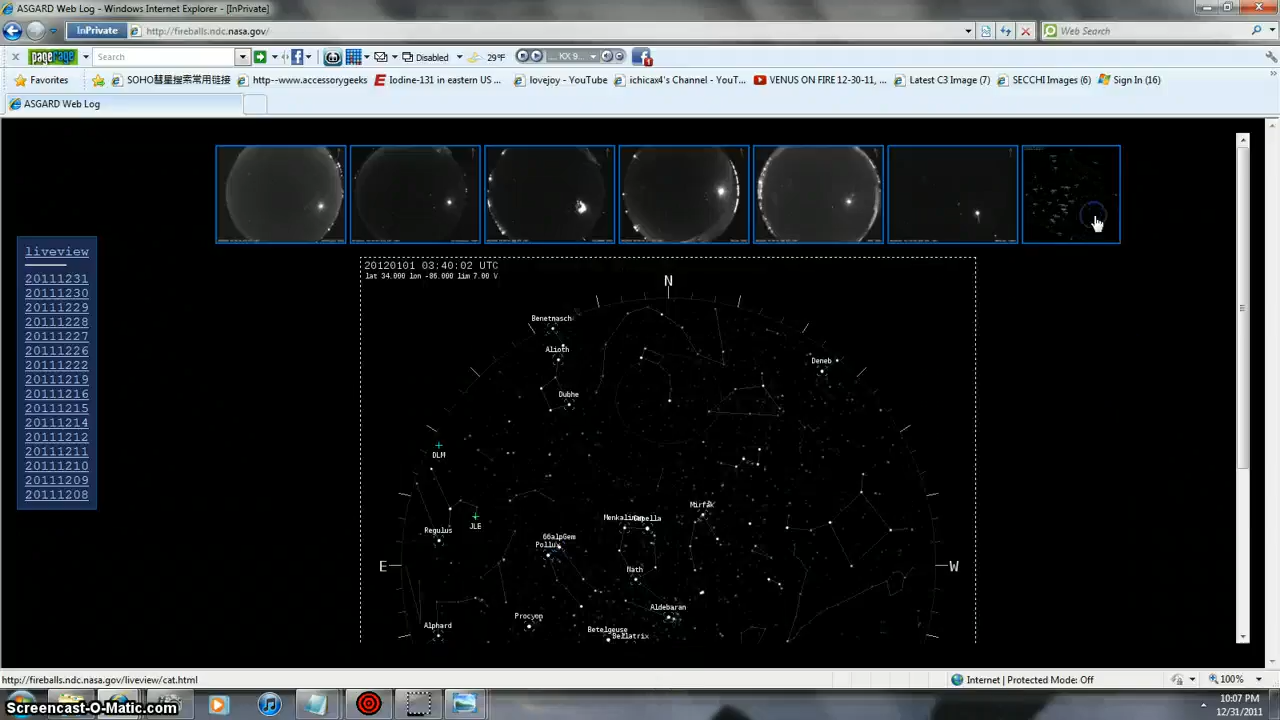 ASGARD Web Log - Windows Internet Explorer - [InPrivate]
InPrivate http://fireballs.ndc.nasa.gov/ Web Search
pagerage Search Disabled 29°F KX 9...
Favorites SOHO彗星搜索常用链接 http--www.accessorygeeks Iodine-131 in eastern US ... lovejoy - YouTube ichicax4's Channel - YouT... VENUS ON FIRE 12-30-11, ... Latest C3 Image (7) SECCHI Images (6) Sign In (16)
ASGARD Web Log
liveview
20111231
20111230
20111229
20111228
20111227
20111226
20111222
20111219
20111216
20111215
20111214
20111212
20111211
20111210
20111209
20111208
20120101 03:40:02 UTC
lat 34.000 lon -86.000 lim 7.00 V
N
Benetnasch
Alioth
Deneb
Dubhe
DLM
Mirfak
Menkalinan Capella
JLE
Regulus
66alpGem
Pollux
E
W
Nath
Aldebaran
Procyon
Alphard
Betelgeuse
Bellatrix
http://fireballs.ndc.nasa.gov/liveview/cat.html Internet | Protected Mode: Off 100%
Screencast-O-Matic.com
10:07 PM
12/31/2011